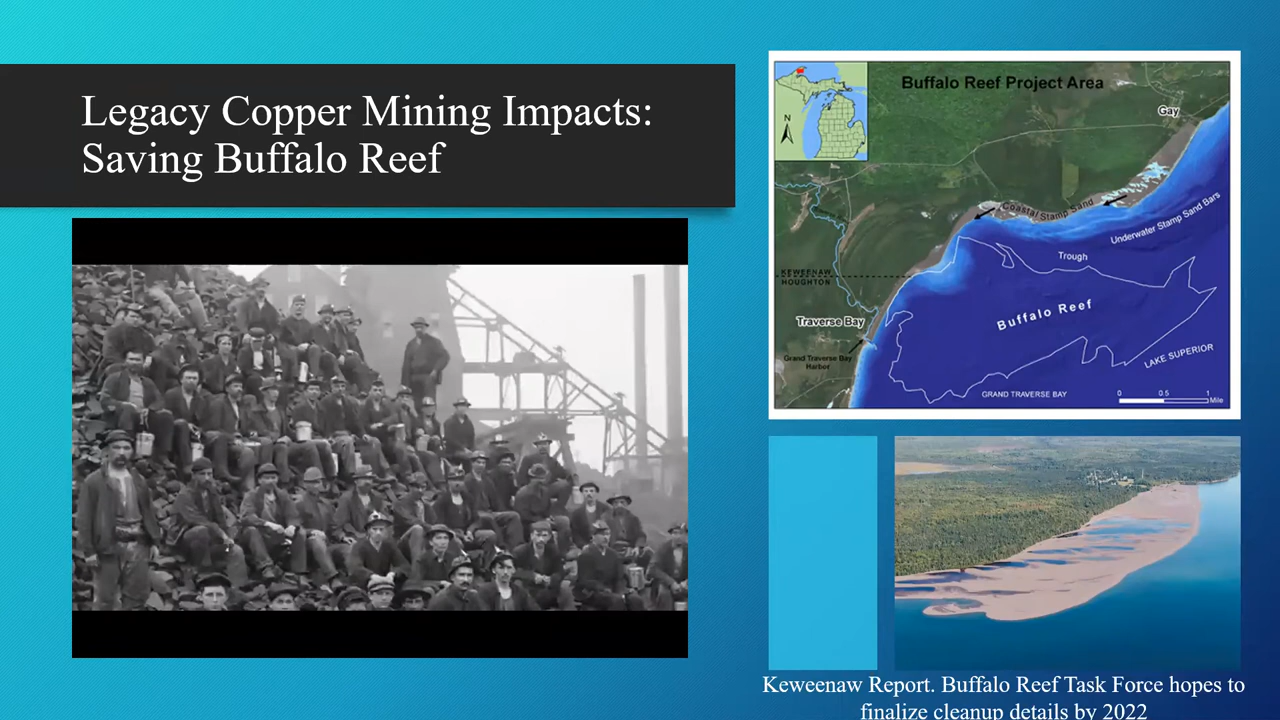 Legacy Copper Mining Impacts:
Saving Buffalo Reef
Buffalo Reef Project Area
N
Gay
Coastal Stamp Sand
Underwater Stamp Sand Bars
Trough
KEWEENAW
HOUGHTON
Buffalo Reef
Traverse Bay
Grand Traverse Bay
Harbor
LAKE SUPERIOR
GRAND TRAVERSE BAY
0 0.5 1
Mile
Keweenaw Report. Buffalo Reef Task Force hopes to
finalize cleanup details by 2022